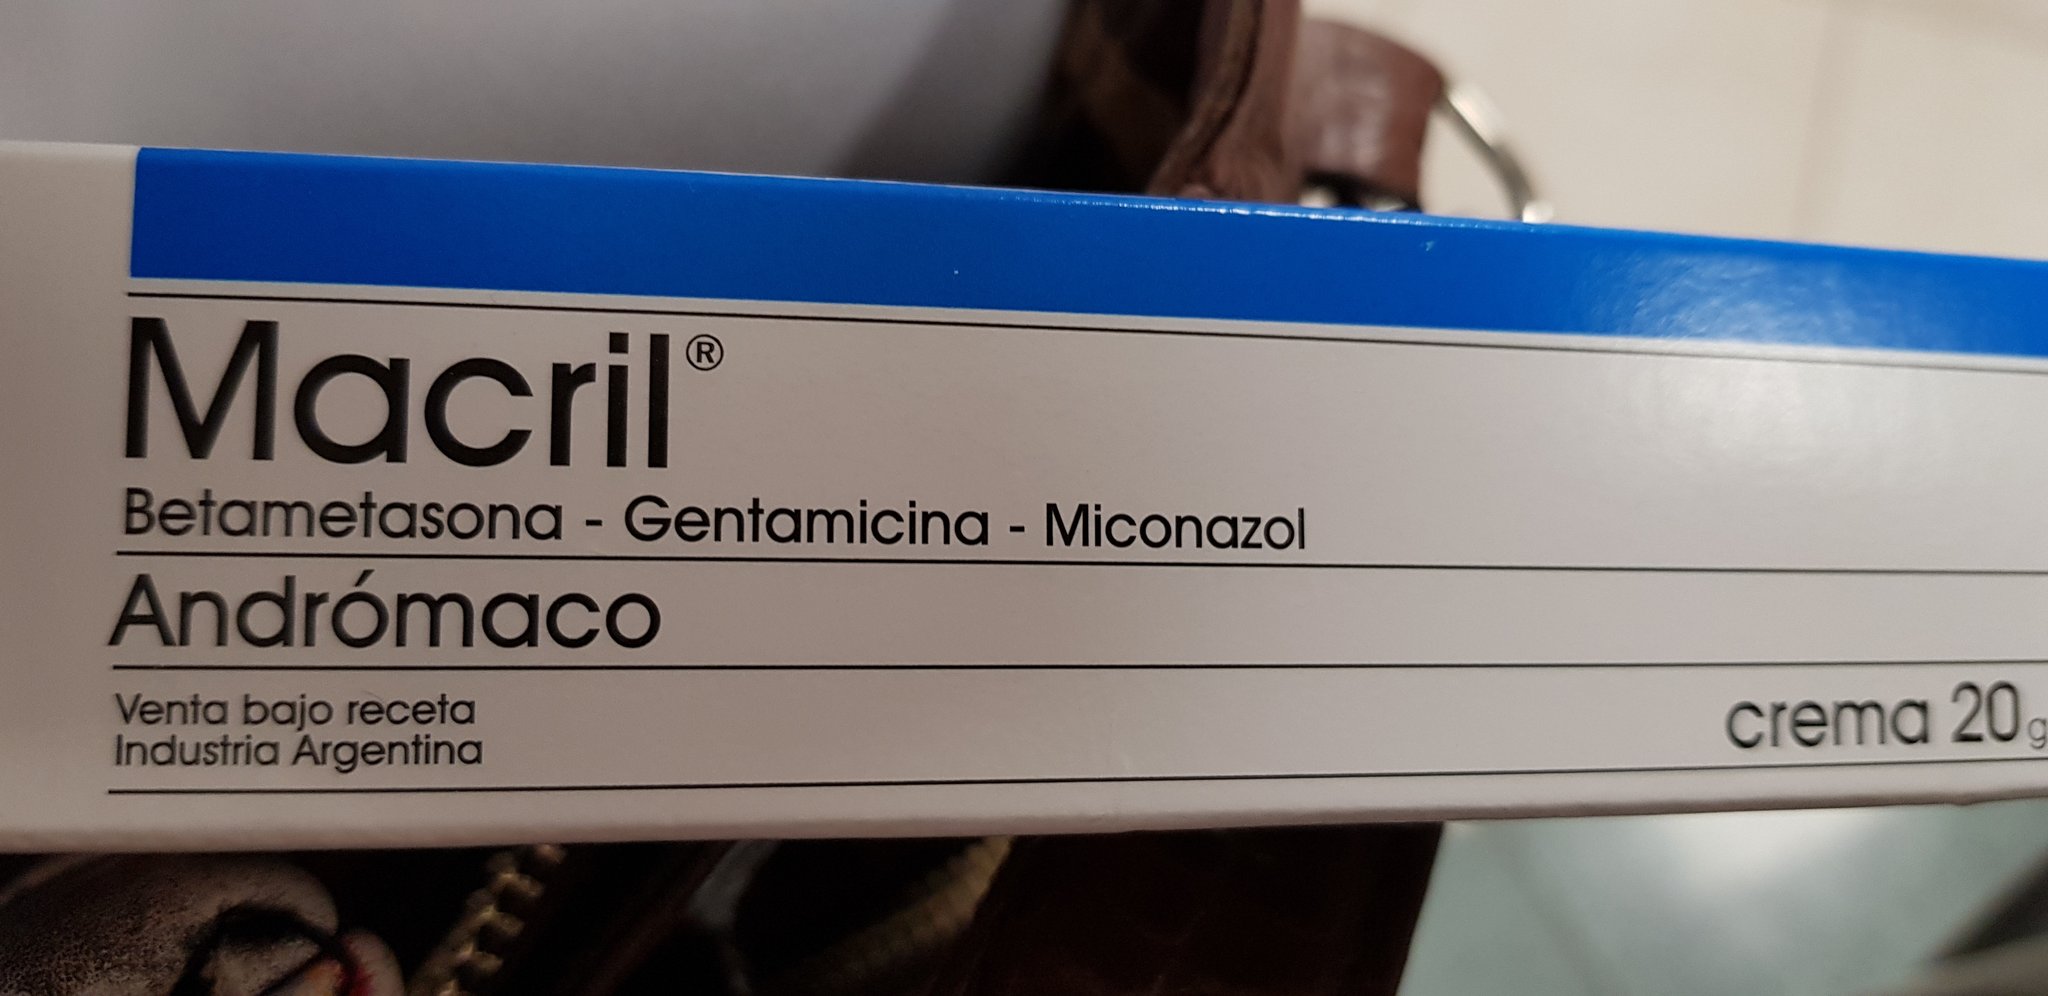 Macril®
Betametasona - Gentamicina - Miconazol
Andrómaco
Venta bajo receta
Industria Argentina
crema 20 g